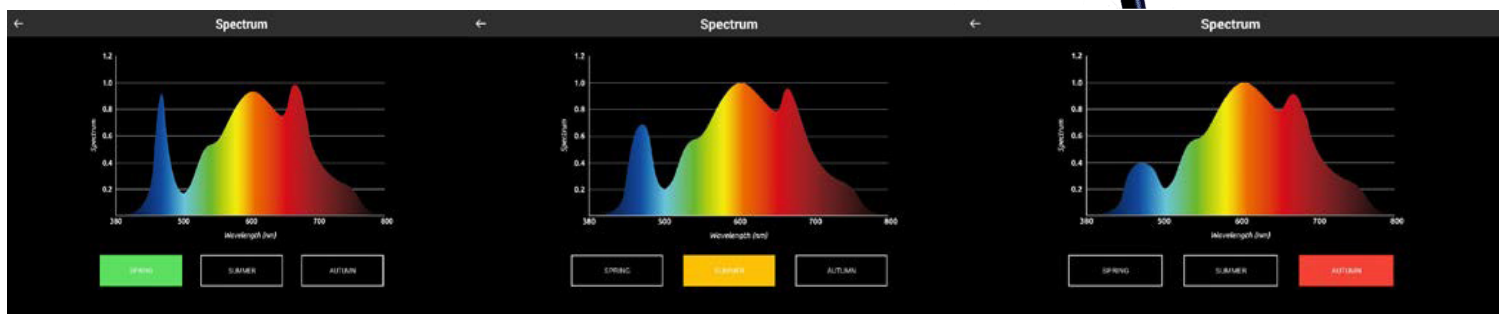 ← Spectrum
1.2
1.0
0.8
0.6
0.4
0.2
Spectrum
380 500 600 700 800
Wavelength (nm)
SPRING SUMMER AUTUMN
← Spectrum
1.2
1.0
0.8
0.6
0.4
0.2
Spectrum
380 500 600 700 800
Wavelength (nm)
SPRING SUMMER AUTUMN
← Spectrum
1.2
1.0
0.8
0.6
0.4
0.2
Spectrum
380 500 600 700 800
Wavelength (nm)
SPRING SUMMER AUTUMN